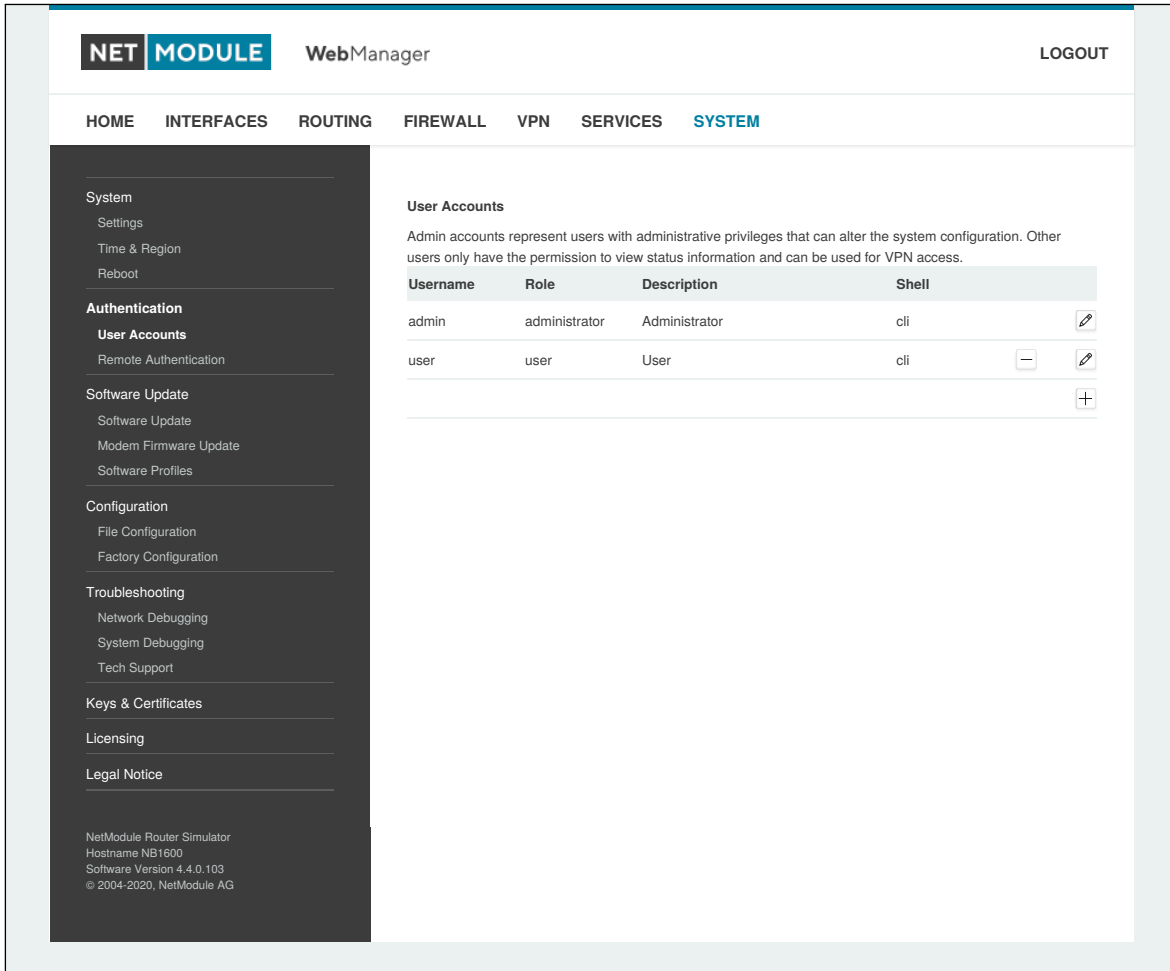 NET MODULE WebManager LOGOUT
HOME INTERFACES ROUTING FIREWALL VPN SERVICES SYSTEM
System
Settings
Time & Region
Reboot
Authentication
User Accounts
Remote Authentication
Software Update
Software Update
Modem Firmware Update
Software Profiles
Configuration
File Configuration
Factory Configuration
Troubleshooting
Network Debugging
System Debugging
Tech Support
Keys & Certificates
Licensing
Legal Notice
NetModule Router Simulator
Hostname NB1600
Software Version 4.4.0.103
© 2004-2020, NetModule AG
User Accounts
Admin accounts represent users with administrative privileges that can alter the system configuration. Other
users only have the permission to view status information and can be used for VPN access.
Username Role Description Shell
admin administrator Administrator cli
user user User cli